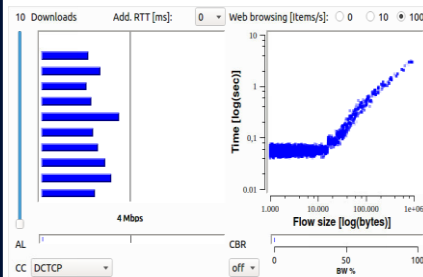 10 Downloads Add. RTT [ms]: 0 Web browsing [Items/s]: 0 10 100
10
1
0,1
0.01
Time [log(sec)]
1.000 10.000 100.000 1e+06
Flow size [log(bytes)]
4 Mbps
AL
CBR
CC DCTCP
off
0 50 100
BW %